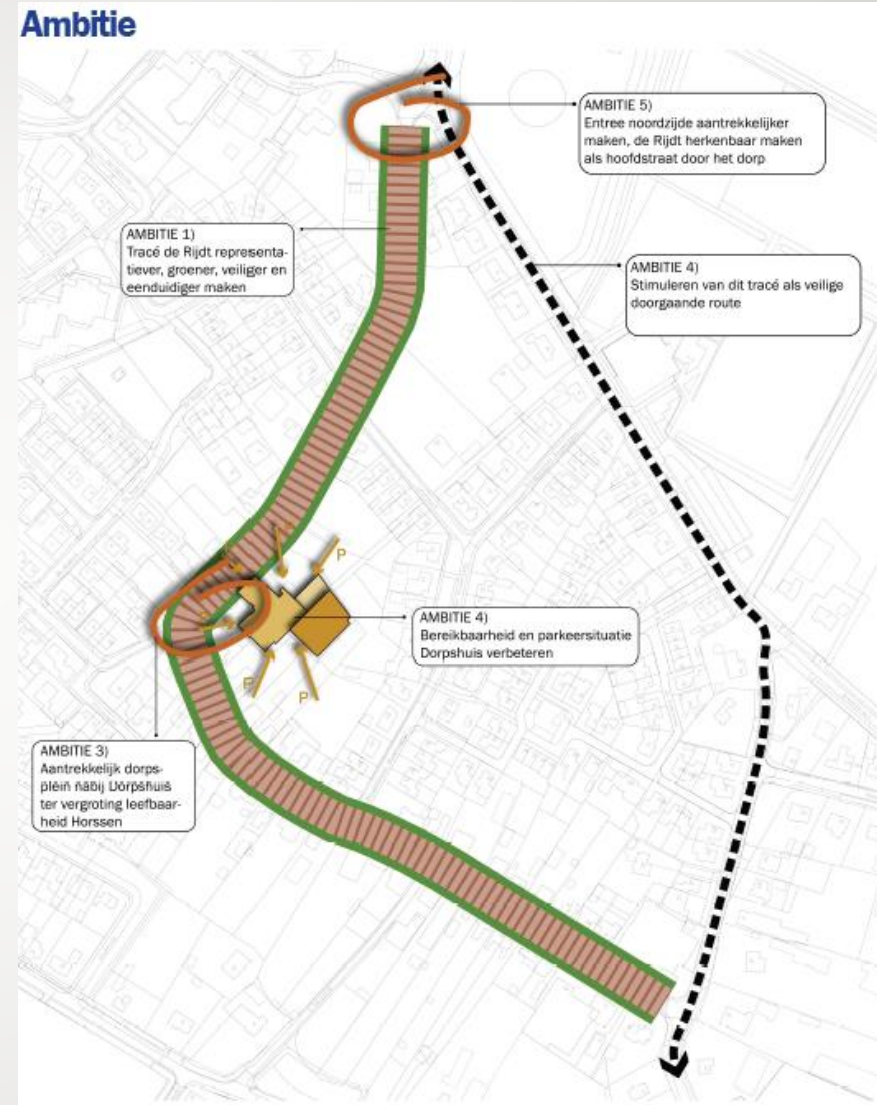 Ambitie
AMBITIE 5)
Entree noordzijde aantrekkelijker
maken, de Rijdt herkenbaar maken
als hoofdstraat door het dorp
AMBITIE 1)
Tracé de Rijdt representa-
tiever, groener, veiliger en
eenduidiger maken
AMBITIE 4)
Stimuleren van dit tracé als veilige
doorgaande route
P
AMBITIE 4)
Bereikbaarheid en parkeersituatie
Dorpshuis verbeteren
P
P
AMBITIE 3)
Aantrekkelijk dorps-
plein nabij Dorpshuis
ter vergroting leefbaar-
heid Horssen